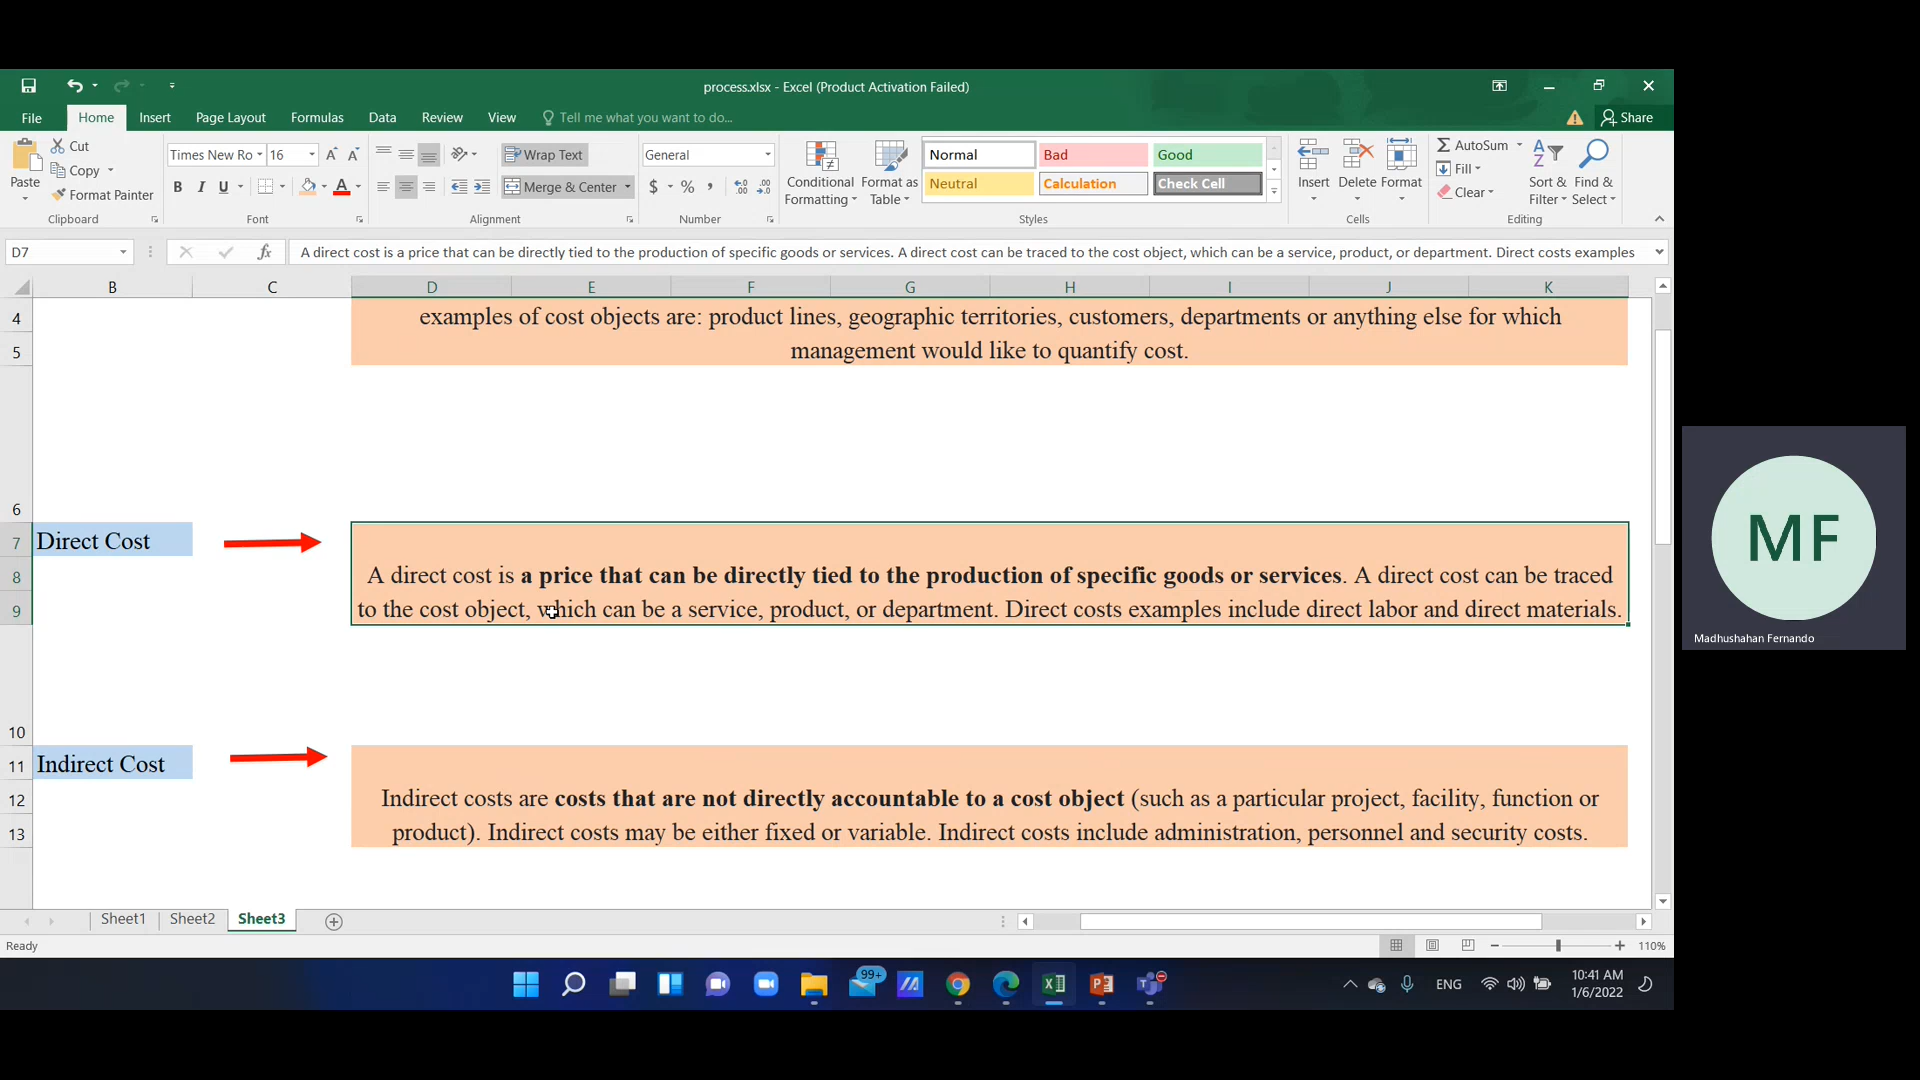 process.xlsx - Excel (Product Activation Failed)
File Home Insert Page Layout Formulas Data Review View Tell me what you want to do... Share
Paste
Cut
Copy
Format Painter
Clipboard
Times New Ro 16
B I U
Font
Wrap Text
Merge & Center
Alignment
General
$ %
Number
Conditional
Formatting
Format as
Table
Normal Bad Good
Neutral Calculation Check Cell
Styles
Insert Delete Format
Cells
AutoSum
Fill
Clear
Sort &
Filter
Find &
Select
Editing
D7
fx
A direct cost is a price that can be directly tied to the production of specific goods or services. A direct cost can be traced to the cost object, which can be a service, product, or department. Direct costs examples
B C D E F G H I J K
4 examples of cost objects are: product lines, geographic territories, customers, departments or anything else for which
5 management would like to quantify cost.
6
7 Direct Cost
8 A direct cost is a price that can be directly tied to the production of specific goods or services. A direct cost can be traced
9 to the cost object, which can be a service, product, or department. Direct costs examples include direct labor and direct materials.
10
11 Indirect Cost
12 Indirect costs are costs that are not directly accountable to a cost object (such as a particular project, facility, function or
13 product). Indirect costs may be either fixed or variable. Indirect costs include administration, personnel and security costs.
Sheet1 Sheet2 Sheet3
Ready
110%
99+
ENG
10:41 AM
1/6/2022
MF
Madhushahan Fernando